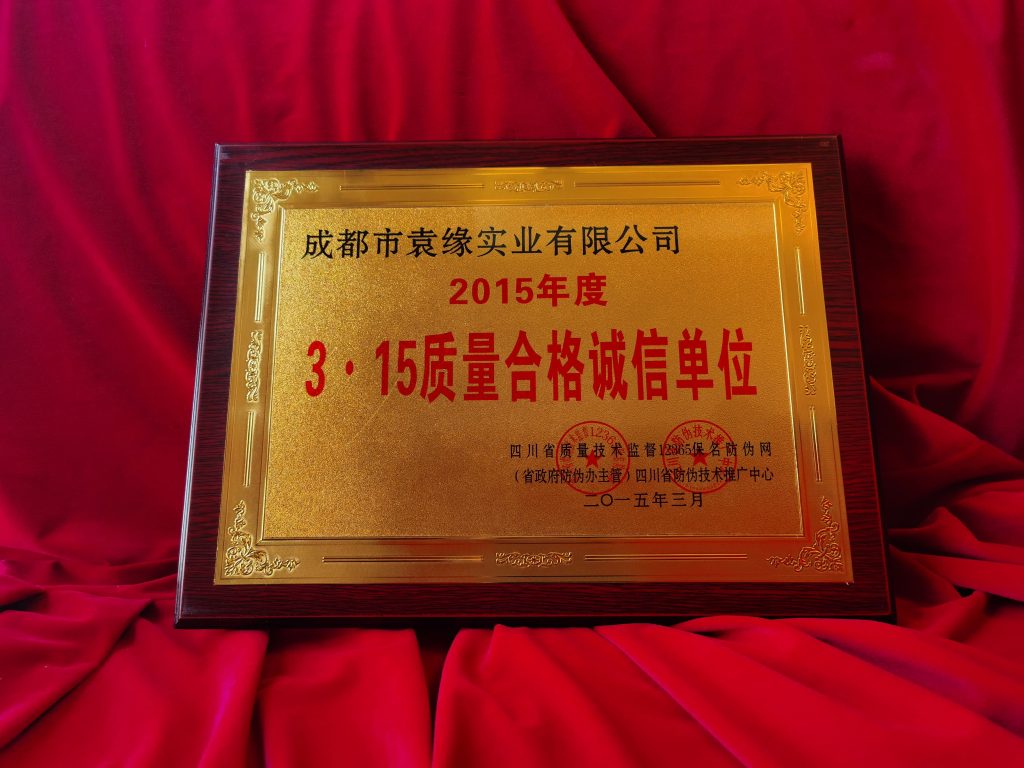 成都市袁缘实业有限公司
2015年度
3·15质量合格诚信单位
四川省质量技术监督12365保名防伪网
（省政府防伪办主管）四川省防伪技术推广中心
二〇一五年三月